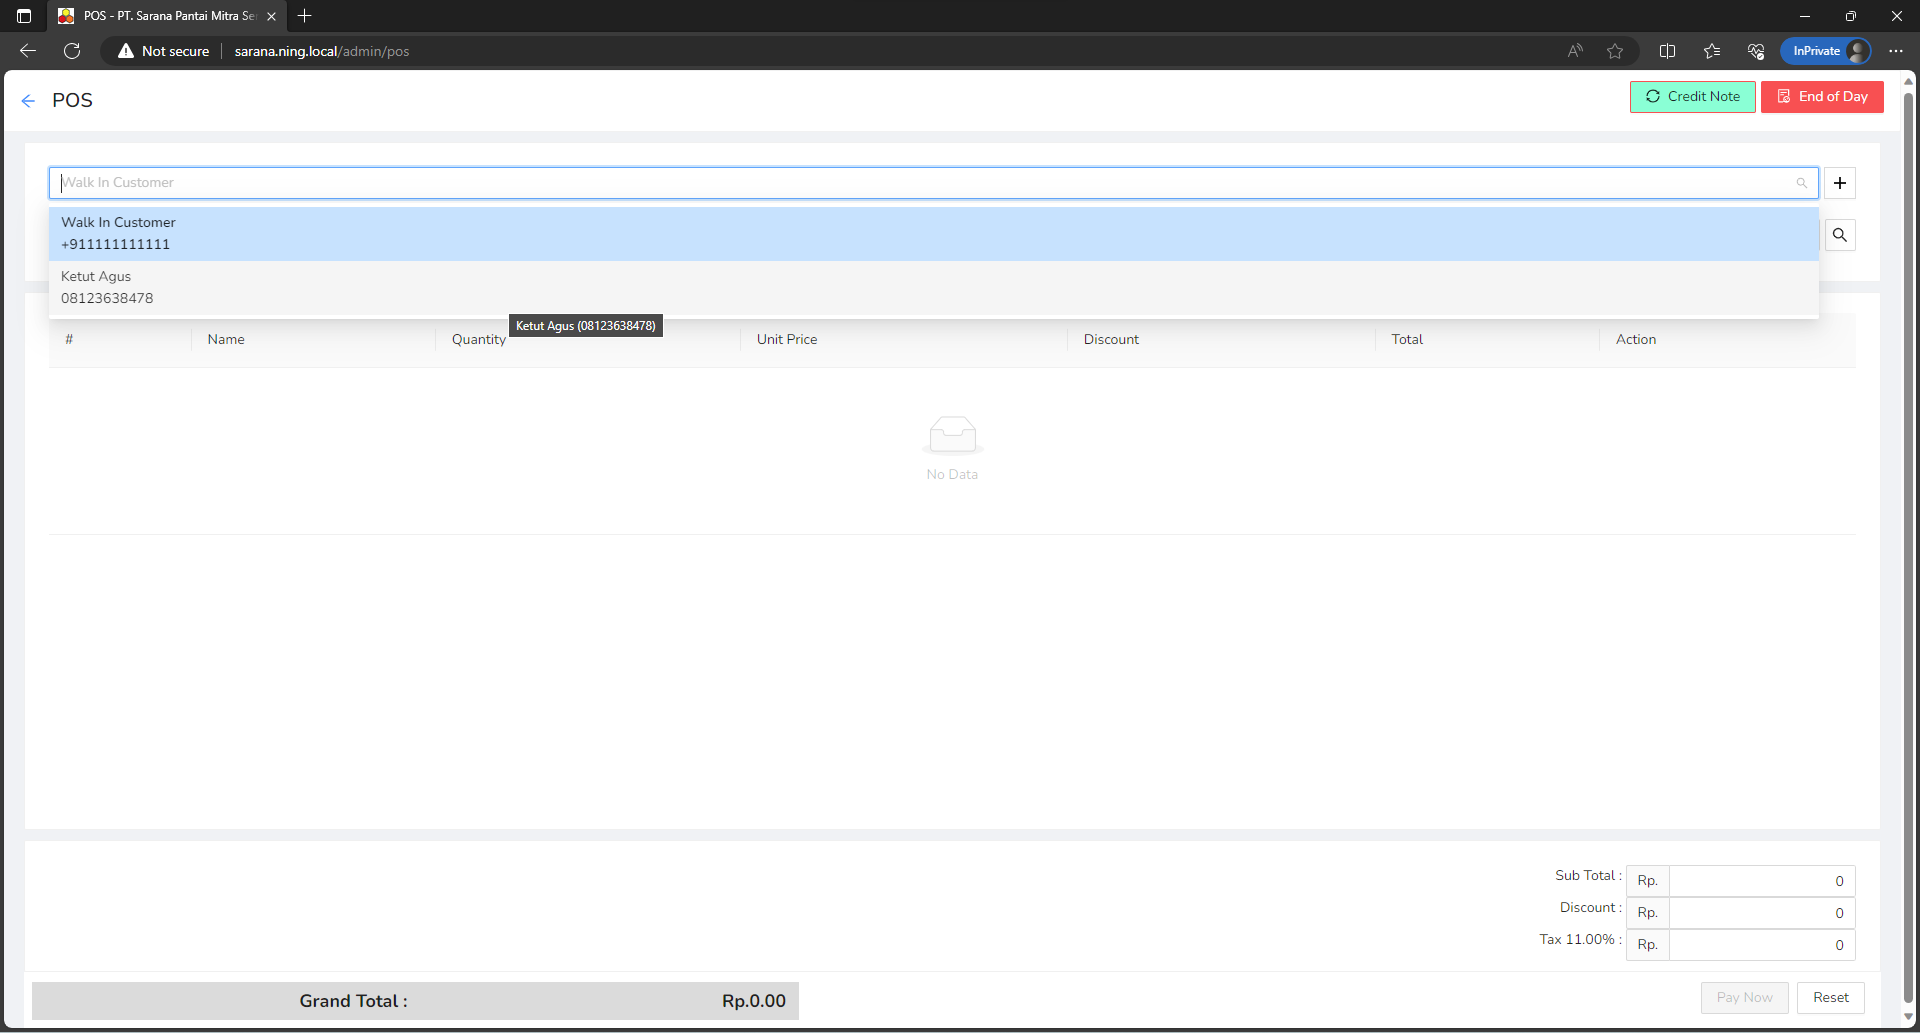 POS - PT. Sarana Pantai Mitra Se
Not secure
sarana.ning.local/admin/pos
InPrivate
POS
Credit Note
End of Day
Walk In Customer
Walk In Customer
+911111111111
Ketut Agus
08123638478
Ketut Agus (08123638478)
# Name Quantity Unit Price Discount Total Action
No Data
Sub Total : Rp. 0
Discount : Rp. 0
Tax 11.00% : Rp. 0
Grand Total : Rp.0.00
Pay Now
Reset